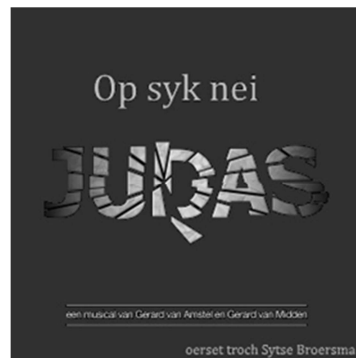 Op syk nei
JUDAS
een musical van Gerard van Amstel en Gerard van Midden
oerset troch Sytse Broersma